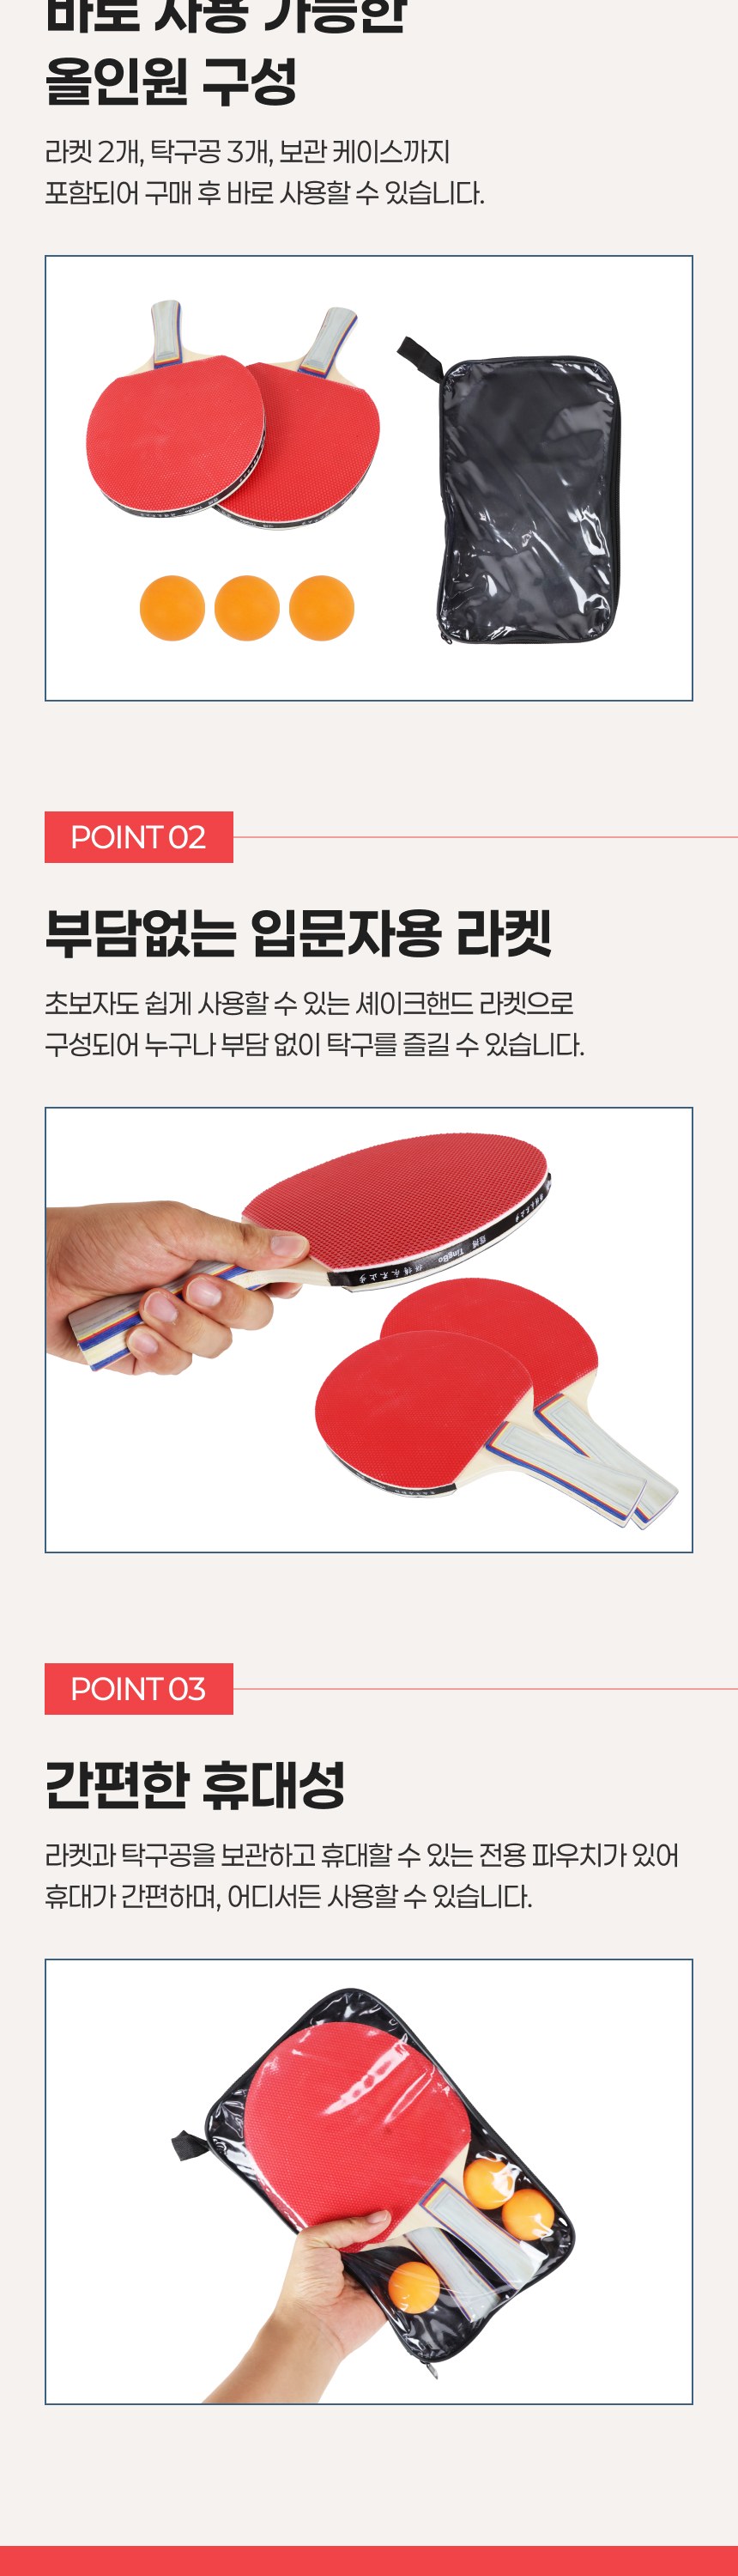 바로 사용 가능한
올인원 구성
라켓 2개, 탁구공 3개, 보관 케이스까지
포함되어 구매 후 바로 사용할 수 있습니다.
POINT 02
부담없는 입문자용 라켓
초보자도 쉽게 사용할 수 있는 셰이크핸드 라켓으로
구성되어 누구나 부담 없이 탁구를 즐길 수 있습니다.
TingBo
POINT 03
간편한 휴대성
라켓과 탁구공을 보관하고 휴대할 수 있는 전용 파우치가 있어
휴대가 간편하며, 어디서든 사용할 수 있습니다.